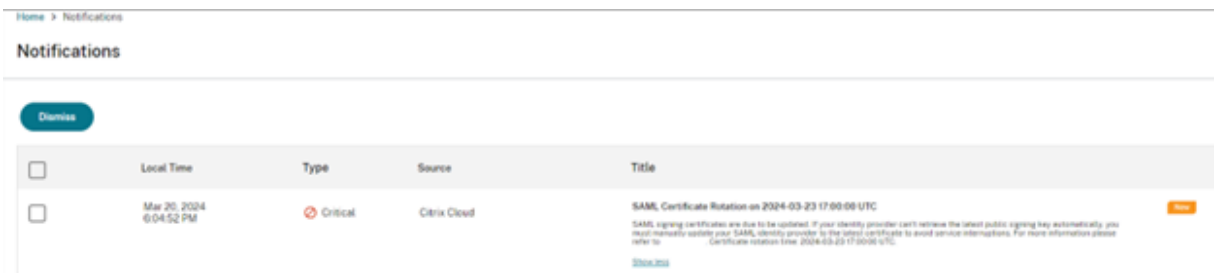 Home > Notifications
Notifications
Dismiss
Local Time Type Source Title
Mar 20, 2024 Critical Citrix Cloud SAML Certificate Rotation on 2024-03-23 17:00:00 UTC New
6:04:52 PM
SAML signing certificates are due to be updated. If your identity provider can't retrieve the latest public signing key automatically, you
must manually update your SAML identity provider to the latest certificate to avoid service interruptions. For more information please
refer to . Certificate rotation time: 2024-03-23 17:00:00 UTC.
Show less